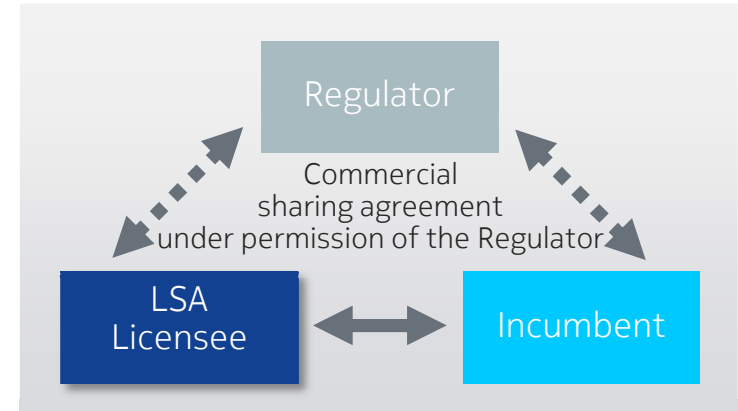 Regulator
Commercial
sharing agreement
under permission of the Regulator
LSA
Licensee
Incumbent